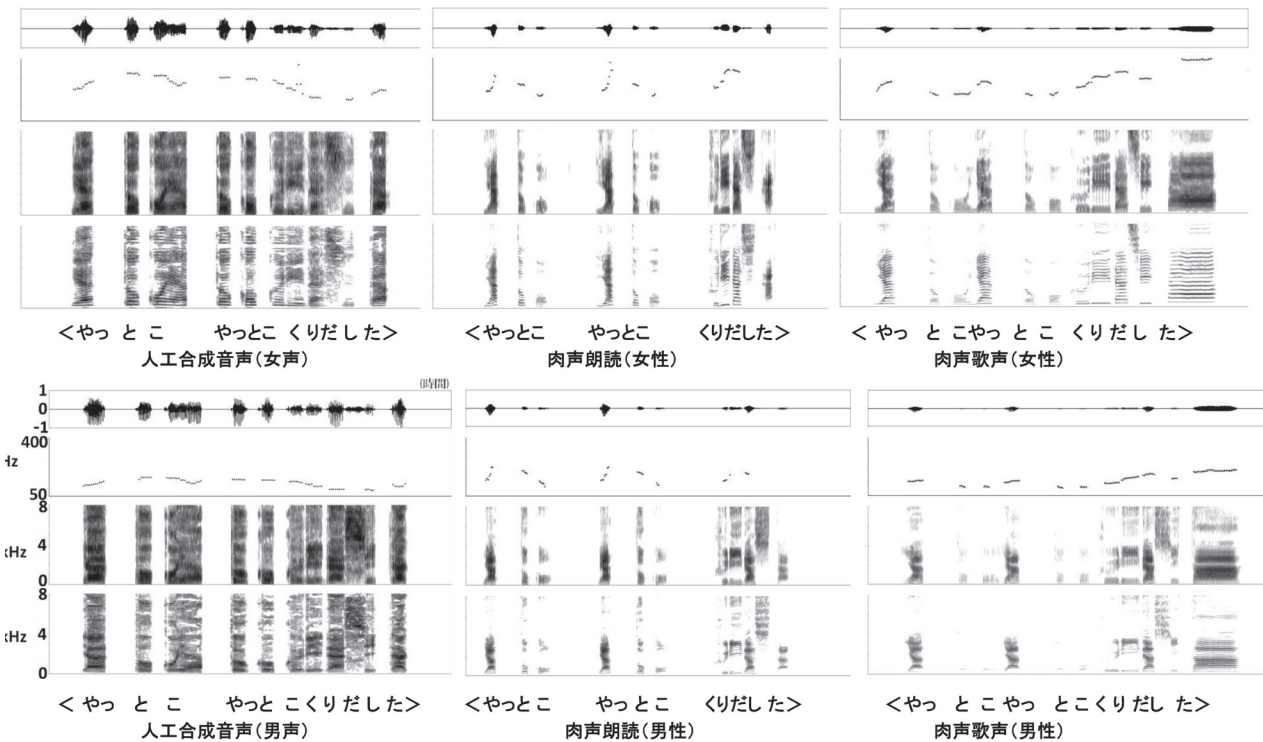 <やっ と こ やっとこ くりだし た>
人工合成音声(女声)
<やっとこ やっとこ くりだした>
肉声朗読(女性)
< やっ と こやっ と こ くりだ し た>
肉声歌声(女性)
(時間)
1
0
-1
400
Hz
50
8
4
kHz
0
8
4
kHz
0
< やっ と こ やっと こくり だし た>
人工合成音声(男声)
<やっとこ やっとこ くりだした>
肉声朗読(男性)
< やっ と こやっ とこくり だ し た>
肉声歌声(男性)